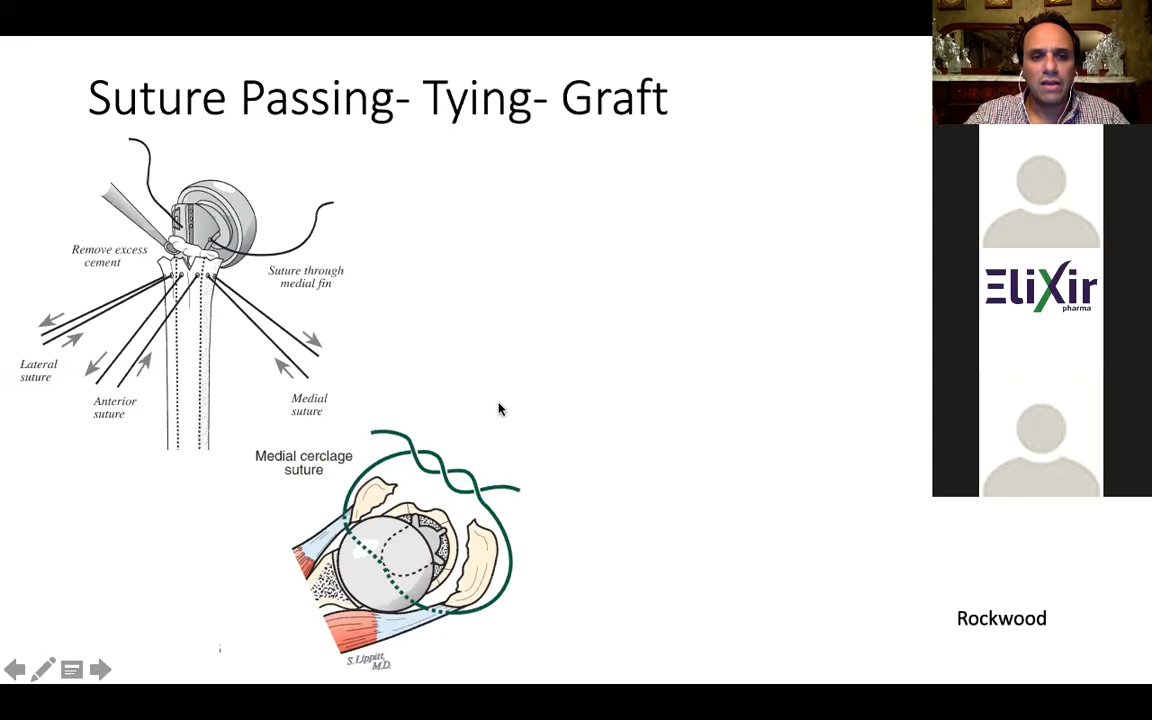 Suture Passing- Tying- Graft
Remove excess
cement
Suture through
medial fin
Lateral
suture
Anterior
suture
Medial
suture
Medial cerclage
suture
S. Lippitt,
M.D.
Rockwood
ΞliXir
pharma